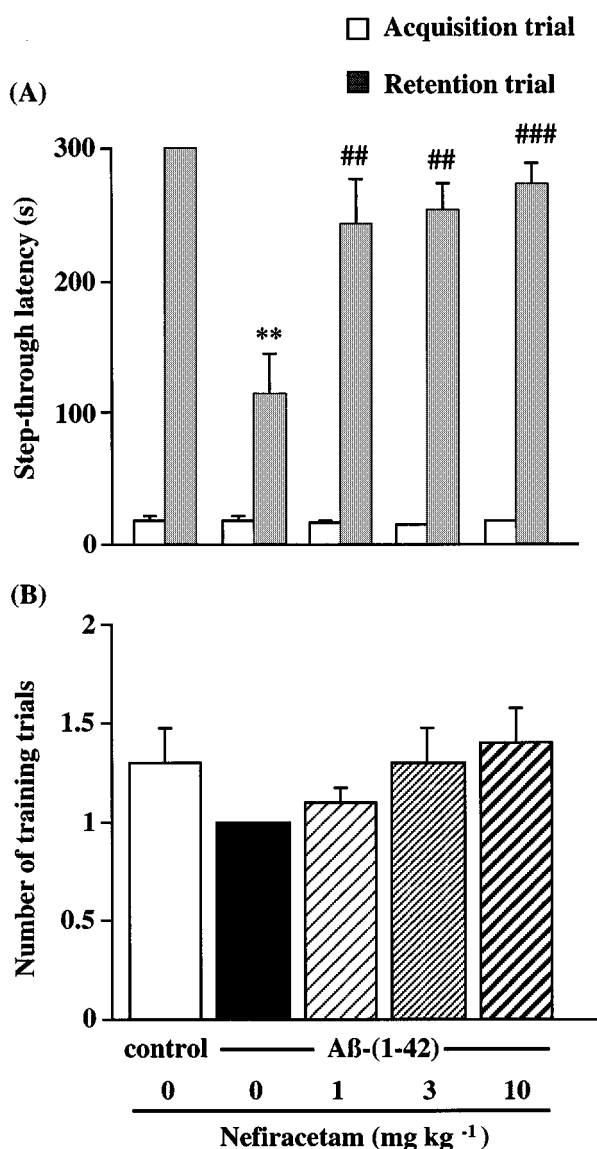 Acquisition trial
Retention trial
(A)
Step-through latency (s)
300
200
100
0
##
##
###
**
(B)
Number of training trials
2
1.5
1
0.5
0
control Aß-(1-42)
0 0 1 3 10
Nefiracetam (mg kg -1)